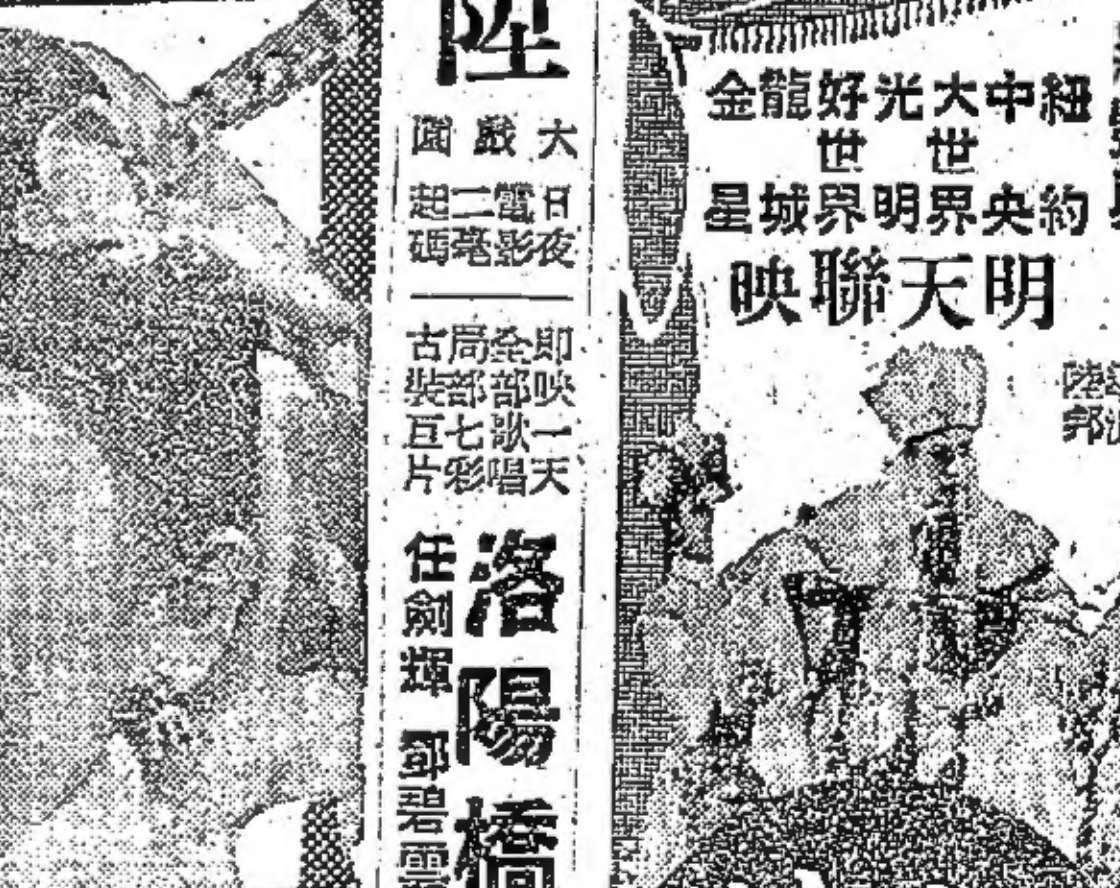 紐約
中央
大世界
光明
好世界
龍城
金星
明天聯映
陸邦
陞
大戲園
日夜
電影
二毫
起碼
即映一天
全部歌唱
局部七彩
古裝巨片
洛陽橋
任劍輝 鄧碧雲